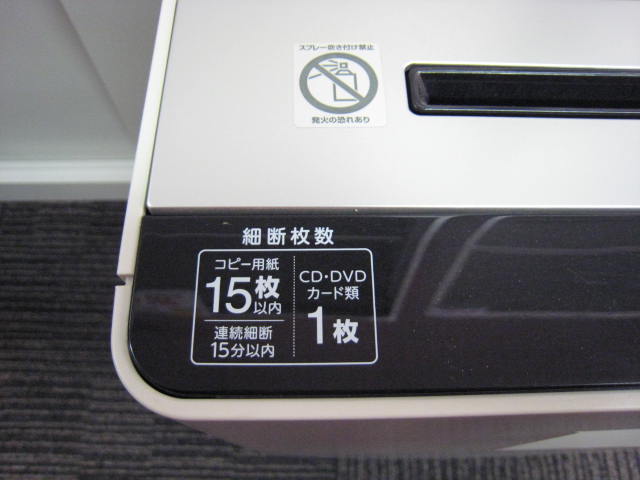 スプレー吹き付け禁止
発火の恐れあり
細断枚数
コピー用紙
15枚以内
連続細断
15分以内
CD・DVD
カード類
1枚